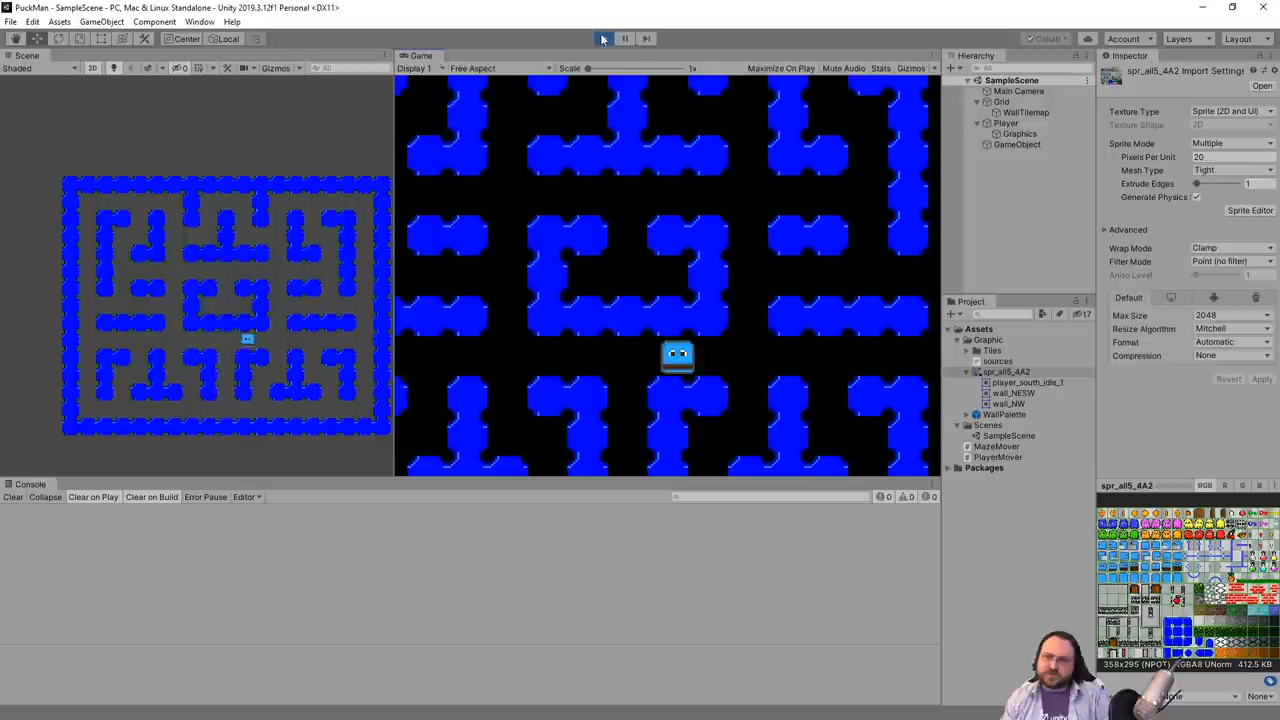 PuckMan - SampleScene - PC, Mac & Linux Standalone - Unity 2019.3.12f1 Personal <DX11>
File Edit Assets GameObject Component Window Help
Center Local Collab Account Layers Layout
Scene
Shaded 2D 0 Gizmos All
Game
Display 1 Free Aspect Scale 1x Maximize On Play Mute Audio Stats Gizmos
Hierarchy
All
SampleScene
Main Camera
Grid
WallTilemap
Player
Graphics
GameObject
Project
17
Assets
Graphic
Tiles
sources
spr_all5_4A2
player_south_idle_1
wall_NESW
wall_NW
WallPalette
Scenes
SampleScene
MazeMover
PlayerMover
Packages
Inspector
spr_all5_4A2 Import Settings
Open
Texture Type Sprite (2D and UI)
Texture Shape 2D
Sprite Mode Multiple
Pixels Per Unit 20
Mesh Type Tight
Extrude Edges 1
Generate Physics
Sprite Editor
Advanced
Wrap Mode Clamp
Filter Mode Point (no filter)
Aniso Level 1
Default
Max Size 2048
Resize Algorithm Mitchell
Format Automatic
Compression None
Revert Apply
spr_all5_4A2 RGB R G B
358x295 (NPOT) RGBA8 UNorm 412.5 KB
None None
Console
Clear Collapse Clear on Play Clear on Build Error Pause Editor 0 0 0